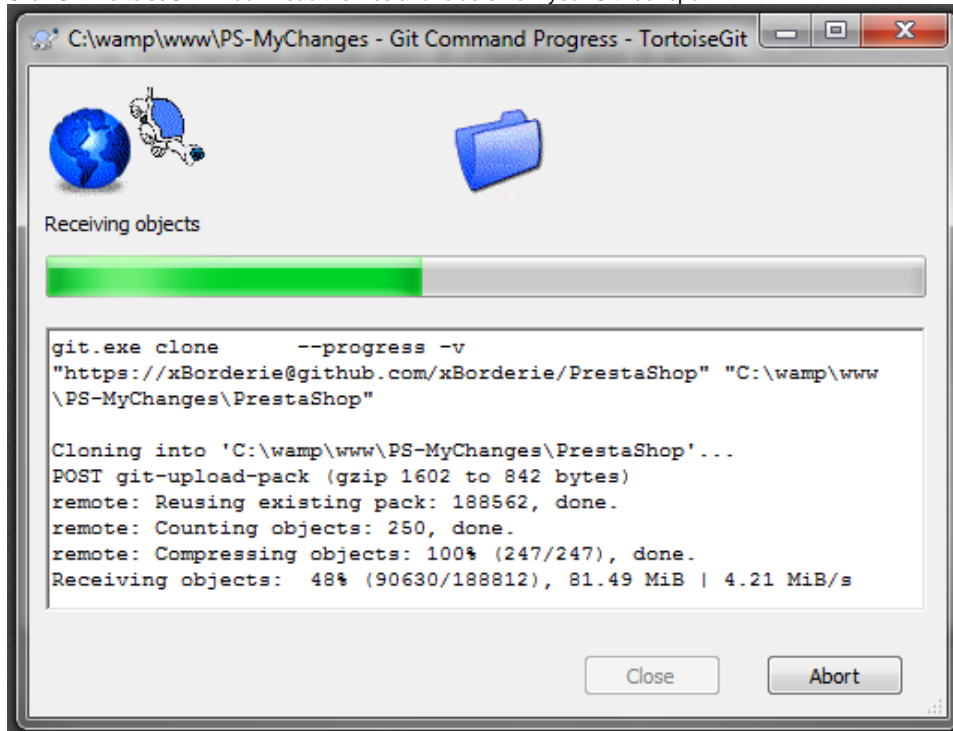 C:\wamp\www\PS-MyChanges - Git Command Progress - TortoiseGit
Receiving objects
git.exe clone      --progress -v
"https://xBorderie@github.com/xBorderie/PrestaShop" "C:\wamp\www
\PS-MyChanges\PrestaShop"
Cloning into 'C:\wamp\www\PS-MyChanges\PrestaShop'...
POST git-upload-pack (gzip 1602 to 842 bytes)
remote: Reusing existing pack: 188562, done.
remote: Counting objects: 250, done.
remote: Compressing objects: 100% (247/247), done.
Receiving objects:  48% (90630/188812), 81.49 MiB | 4.21 MiB/s
Close
Abort